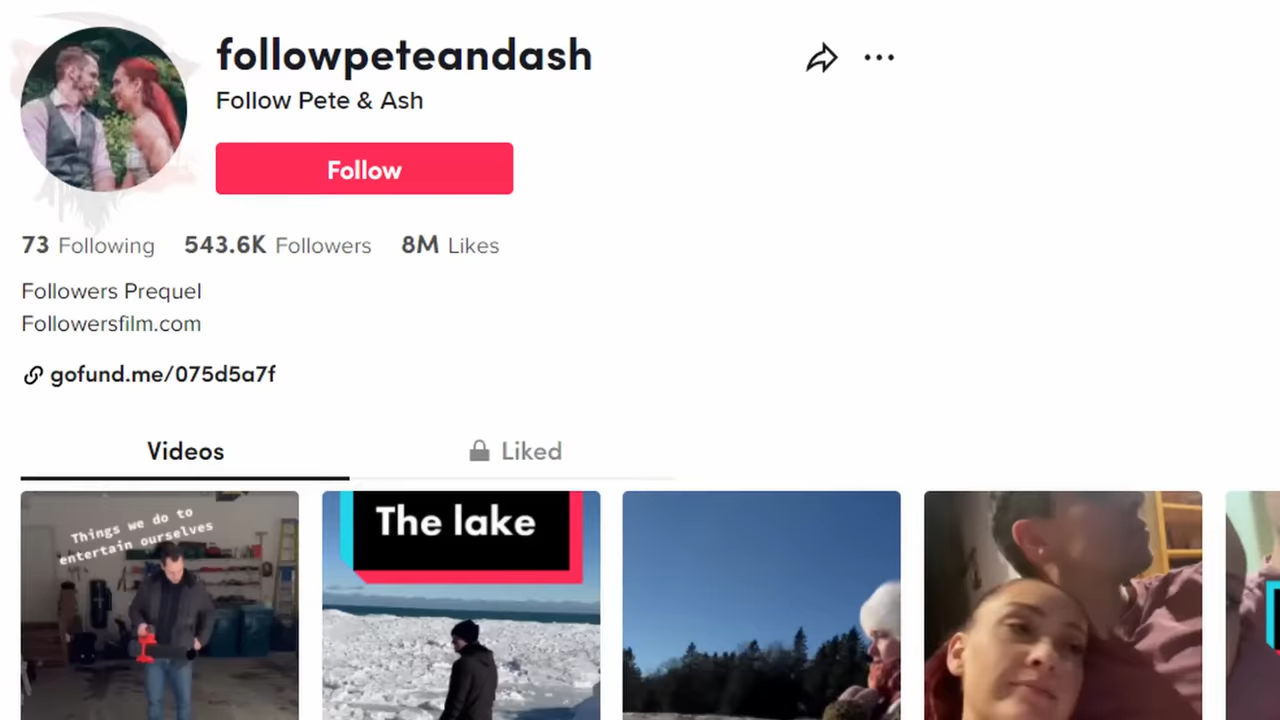 followpeteandash
Follow Pete & Ash
Follow
73 Following 543.6K Followers 8M Likes
Followers Prequel
Followersfilm.com
gofund.me/075d5a7f
Videos Liked
Things we do to
entertain ourselves
The lake